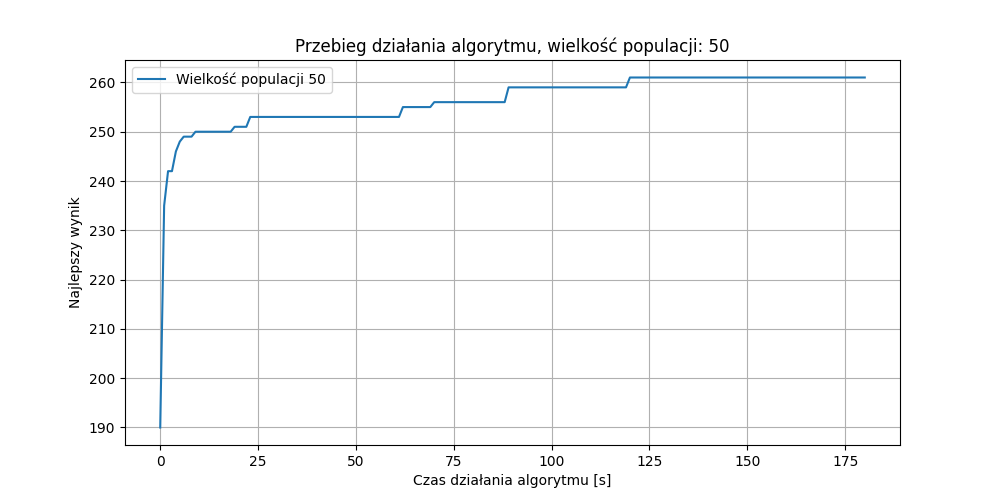 Przebieg działania algorytmu, wielkość populacji: 50
Wielkość populacji 50
260
250
240
230
220
210
200
190
Najlepszy wynik
0 25 50 75 100 125 150 175
Czas działania algorytmu [s]